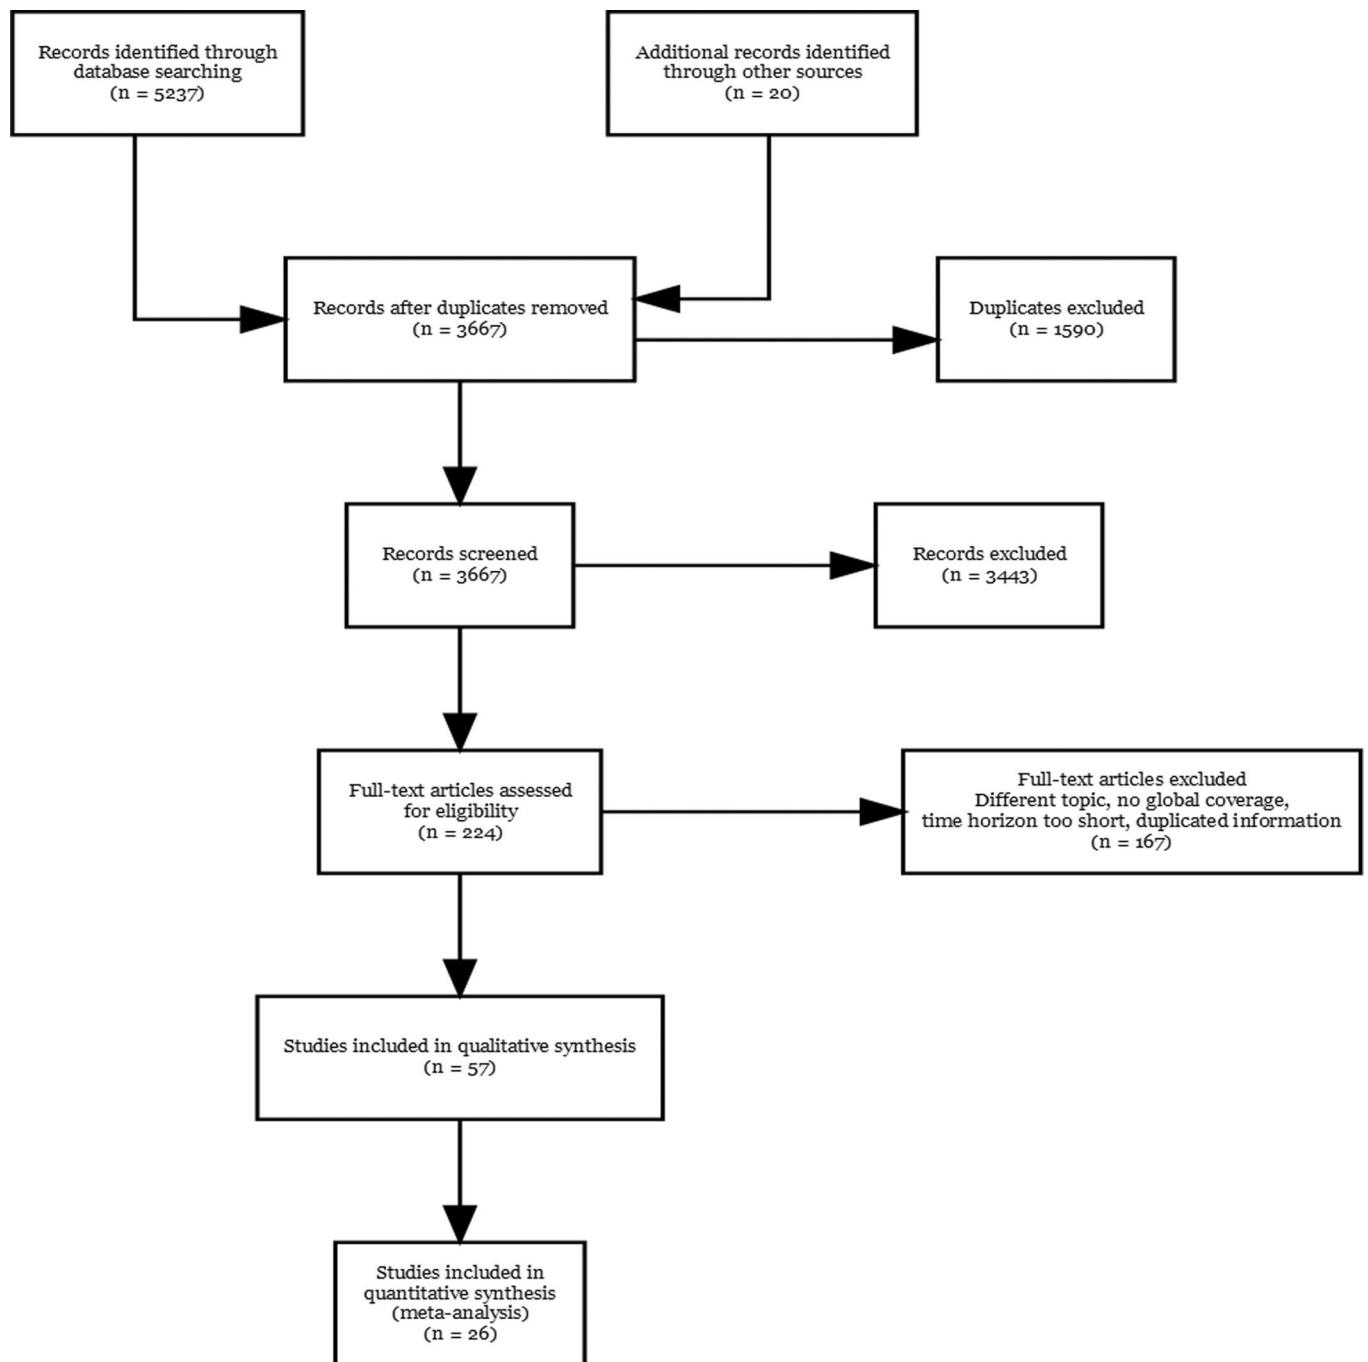 Records identified through
database searching
(n = 5237)
Additional records identified
through other sources
(n = 20)
Records after duplicates removed
(n = 3667)
Duplicates excluded
(n = 1590)
Records screened
(n = 3667)
Records excluded
(n = 3443)
Full-text articles assessed
for eligibility
(n = 224)
Full-text articles excluded
Different topic, no global coverage,
time horizon too short, duplicated information
(n = 167)
Studies included in qualitative synthesis
(n = 57)
Studies included in
quantitative synthesis
(meta-analysis)
(n = 26)